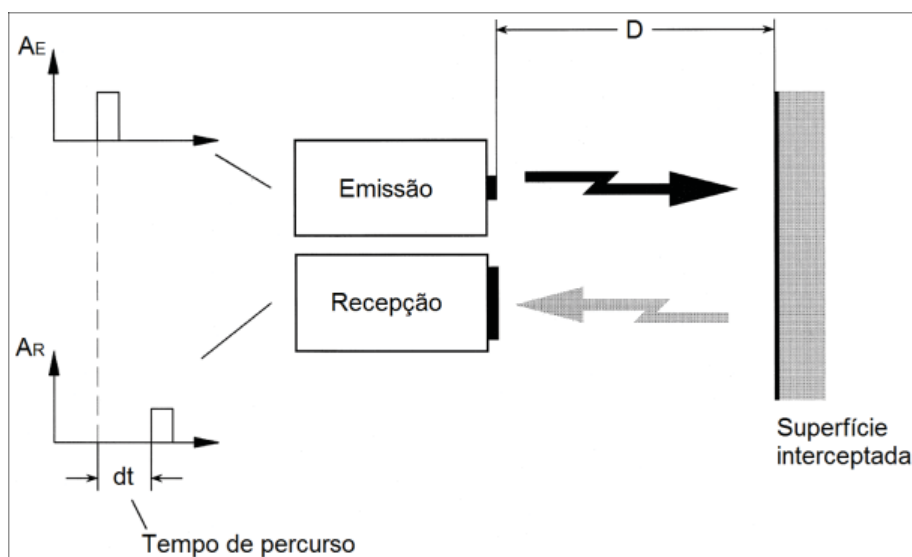 D
AE
Emissão
Recepção
AR
dt
Superfície
interceptada
Tempo de percurso